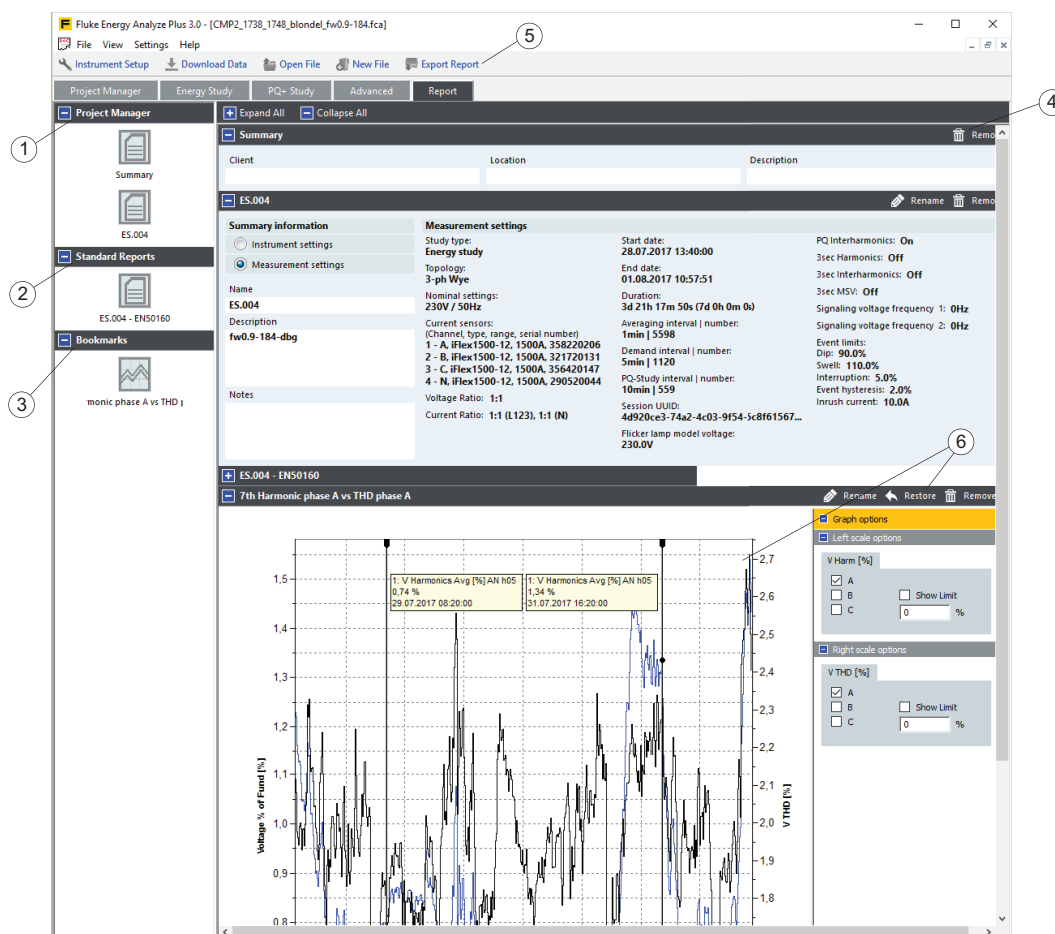 Fluke Energy Analyze Plus 3.0 - [CMP2_1738_1748_blondel_fw0.9-184.fca]
File View Settings Help
Instrument Setup Download Data Open File New File Export Report
5
Project Manager Energy Study PQ+ Study Advanced Report
Project Manager
Expand All Collapse All
1
Summary
Remo
4
Client Location Description
Summary
ES.004
Rename Remo
ES.004
Summary information
Instrument settings
Measurement settings
Name
ES.004
Description
fw0.9-184-dbg
Notes
Measurement settings
Study type:
Energy study
Topology:
3-ph Wye
Nominal settings:
230V / 50Hz
Current sensors:
(Channel, type, range, serial number)
1 - A, iFlex1500-12, 1500A, 358220206
2 - B, iFlex1500-12, 1500A, 321720131
3 - C, iFlex1500-12, 1500A, 356420147
4 - N, iFlex1500-12, 1500A, 290520044
Voltage Ratio: 1:1
Current Ratio: 1:1 (L123), 1:1 (N)
Start date:
28.07.2017 13:40:00
End date:
01.08.2017 10:57:51
Duration:
3d 21h 17m 50s (7d 0h 0m 0s)
Averaging interval | number:
1min | 5598
Demand interval | number:
5min | 1120
PQ-Study interval | number:
10min | 559
Session UUID:
4d920ce3-74a2-4c03-9f54-5c8f61567...
Flicker lamp model voltage:
230.0V
PQ Interharmonics: On
3sec Harmonics: Off
3sec Interharmonics: Off
3sec MSV: Off
Signaling voltage frequency 1: 0Hz
Signaling voltage frequency 2: 0Hz
Event limits:
Dip: 90.0%
Swell: 110.0%
Interruption: 5.0%
Event hysteresis: 2.0%
Inrush current: 10.0A
Standard Reports
2
ES.004 - EN50160
Bookmarks
3
monic phase A vs THD p
6
ES.004 - EN50160
7th Harmonic phase A vs THD phase A
Rename Restore Remove
Graph options
Left scale options
V Harm [%]
A
B
C
Show Limit
0 %
Right scale options
V THD [%]
A
B
C
Show Limit
0 %
1: V Harmonics Avg [%] AN h05
0,74 %
29.07.2017 08:20:00
1: V Harmonics Avg [%] AN h05
1,34 %
31.07.2017 16:20:00
Voltage % of Fund [%]
1,5
1,4
1,3
1,2
1,1
1,0
0,9
0,8
V THD [%]
2,7
2,6
2,5
2,4
2,3
2,2
2,1
2,0
1,9
1,8